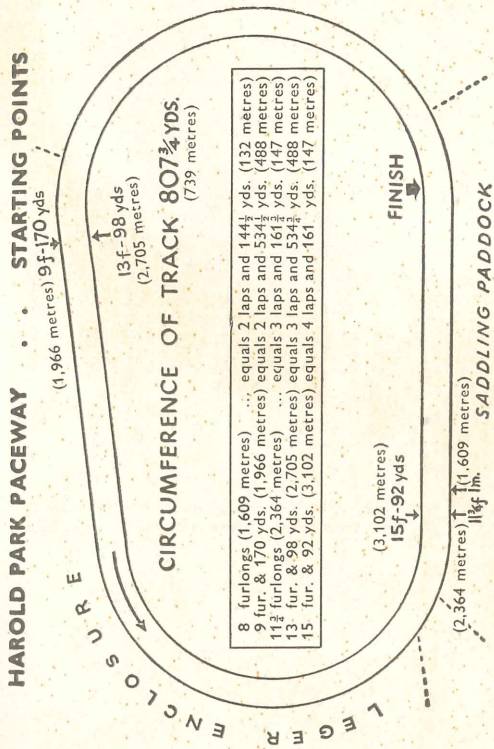 HAROLD PARK PACEWAY . . STARTING POINTS
(1,966 metres) 9f-170 yds
13f-98 yds
(2,705 metres)
LEGER ENCLOSURE
CIRCUMFERENCE OF TRACK 807¾ YDS.
(739 metres)
8 furlongs (1,609 metres) ... equals 2 laps and 144½ yds. (132 metres)
9 fur. & 170 yds. (1,966 metres) equals 2 laps and 534½ yds. (488 metres)
11¾ furlongs (2,364 metres) ... equals 3 laps and 161¾ yds. (147 metres)
13 fur. & 98 yds. (2,705 metres) equals 3 laps and 534¾ yds. (488 metres)
15 fur. & 92 yds. (3,102 metres) equals 4 laps and 161 yds. (147 metres)
(3,102 metres)
15f-92 yds
FINISH
(2,364 metres)
11¾f
1m.
(1,609 metres)
SADDLING PADDOCK